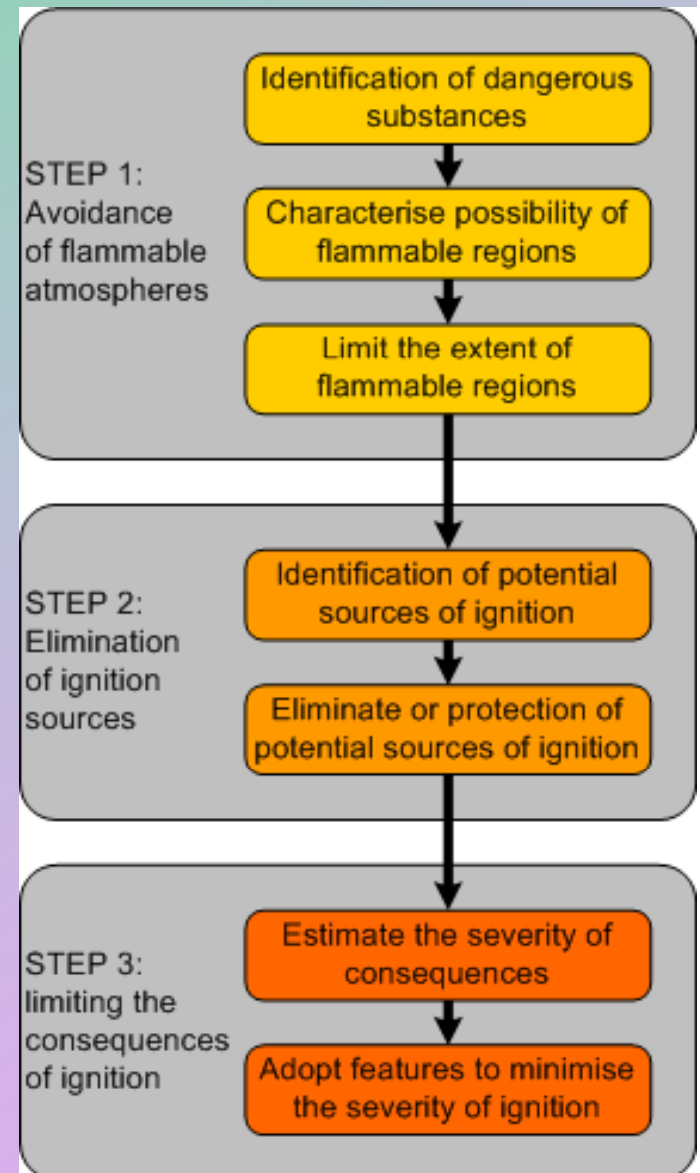 STEP 1:
Avoidance
of flammable
atmospheres
Identification of dangerous
substances
Characterise possibility of
flammable regions
Limit the extent of
flammable regions
STEP 2:
Elimination
of ignition
sources
Identification of potential
sources of ignition
Eliminate or protection of
potential sources of ignition
STEP 3:
limiting the
consequences
of ignition
Estimate the severity of
consequences
Adopt features to minimise
the severity of ignition